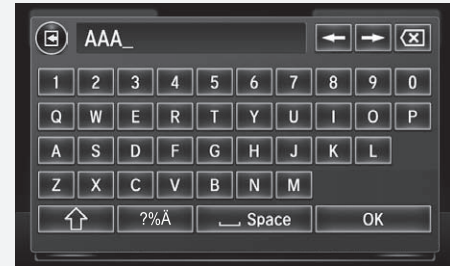 AAA_
1 2 3 4 5 6 7 8 9 0
Q W E R T Y U I O P
A S D F G H J K L
Z X C V B N M
?%Ä Space OK